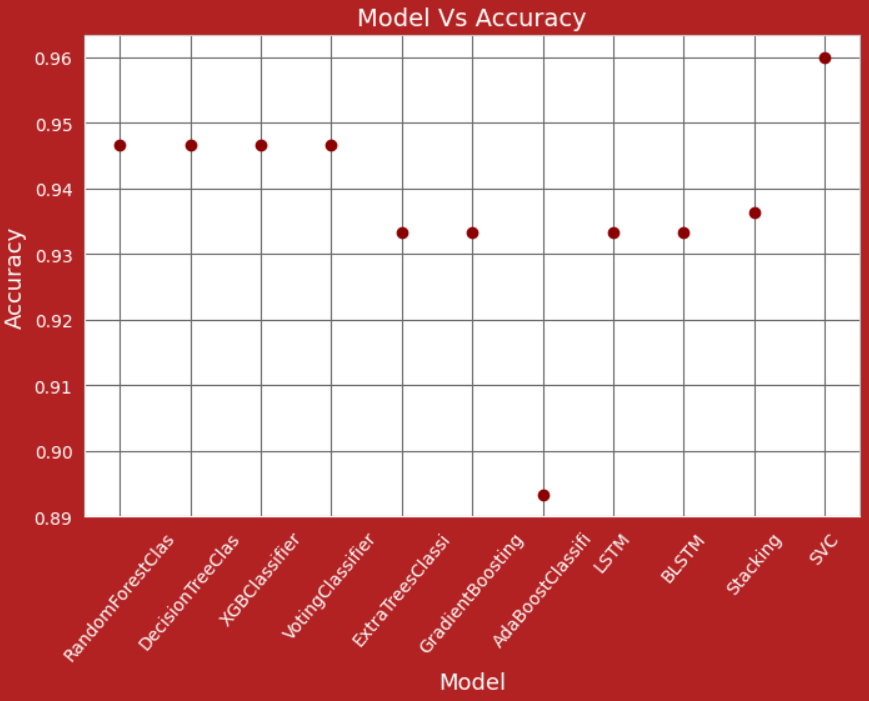 Model Vs Accuracy
Accuracy
0.96
0.95
0.94
0.93
0.92
0.91
0.90
0.89
RandomForestClas
DecisionTreeClas
XGBClassifier
VotingClassifier
ExtraTreesClassi
GradientBoosting
AdaBoostClassifi
LSTM
BLSTM
Stacking
SVC
Model